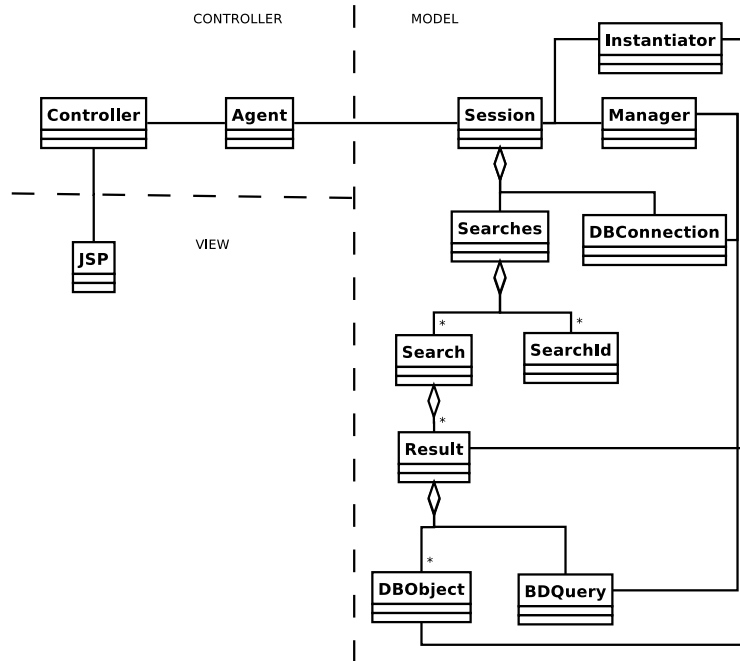 CONTROLLER
MODEL
Instantiator
Controller
Agent
Session
Manager
Searches
DBConnection
VIEW
JSP
*
*
Search
SearchId
*
Result
*
DBObject
BDQuery